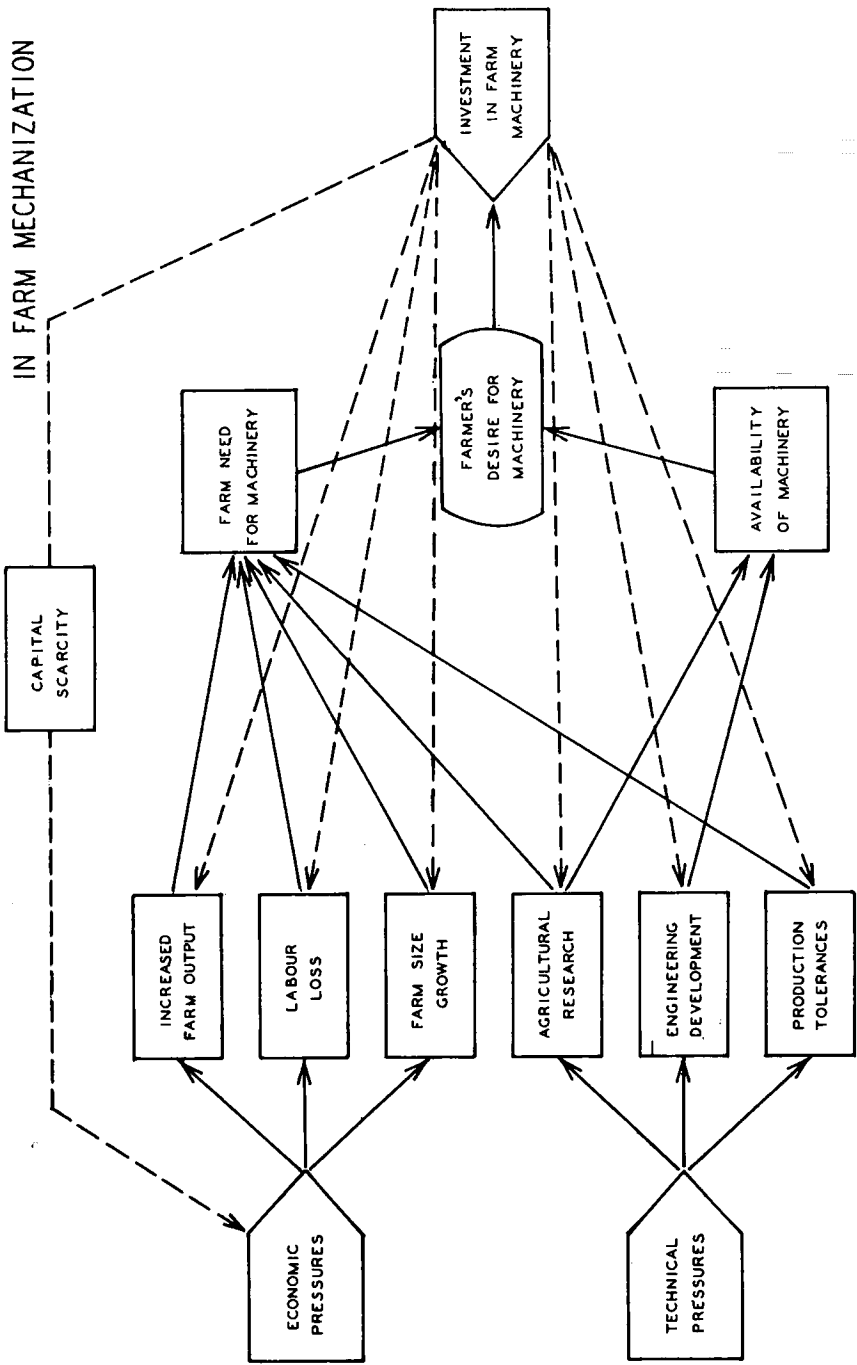 IN FARM MECHANIZATION
CAPITAL
SCARCITY
ECONOMIC
PRESSURES
TECHNICAL
PRESSURES
INCREASED
FARM OUTPUT
LABOUR
LOSS
FARM SIZE
GROWTH
AGRICULTURAL
RESEARCH
ENGINEERING
DEVELOPMENT
PRODUCTION
TOLERANCES
FARM NEED
FOR MACHINERY
FARMER'S
DESIRE FOR
MACHINERY
AVAILABILITY
OF MACHINERY
INVESTMENT
IN FARM
MACHINERY